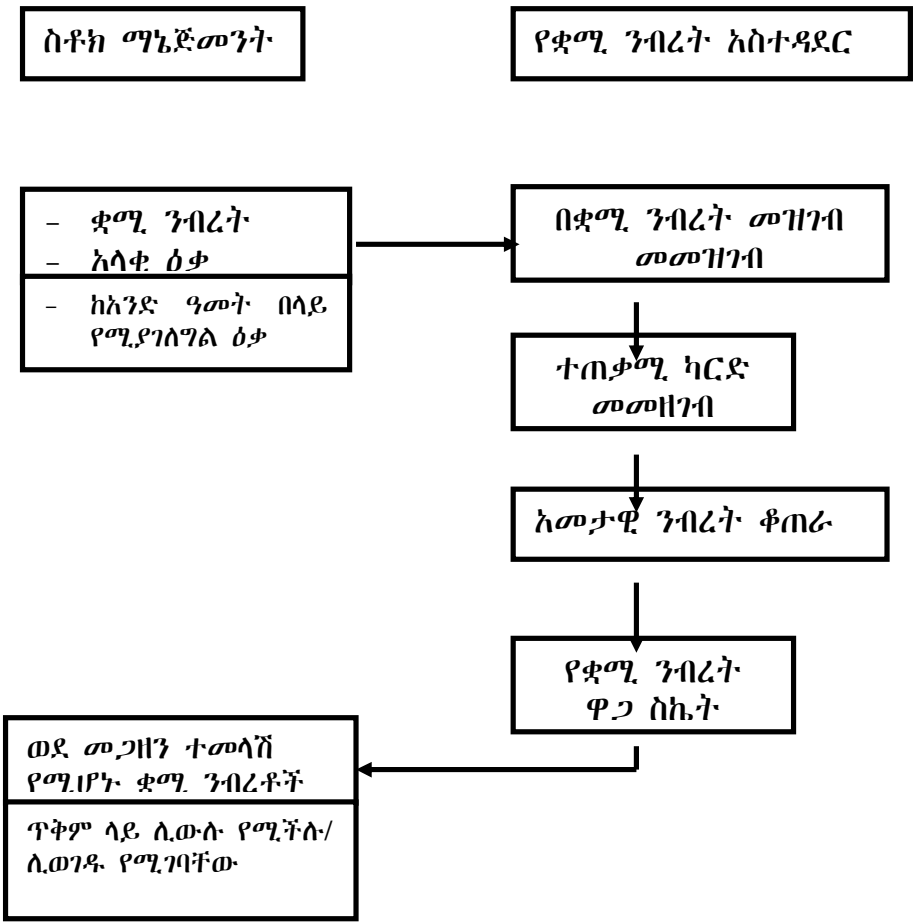 ስቶክ ማኔጅመንት
የቋሚ ንብረት አስተዳደር
- ቋሚ ንብረት
- አላቂ ዕቃ
- ከአንድ ዓመት በላይ
የሚያገለግል ዕቃ
በቋሚ ንብረት መዝገብ
መመዝገብ
ተጠቃሚ ካርድ
መመዘገብ
አመታዊ ንብረት ቆጠራ
የቋሚ ንብረት
ዋጋ ስኬት
ወደ መጋዘን ተመላሽ
የሚሆኑ ቋሚ ንብረቶች
ጥቅም ላይ ሊውሉ የሚችሉ/
ሊወገዱ የሚገባቸው